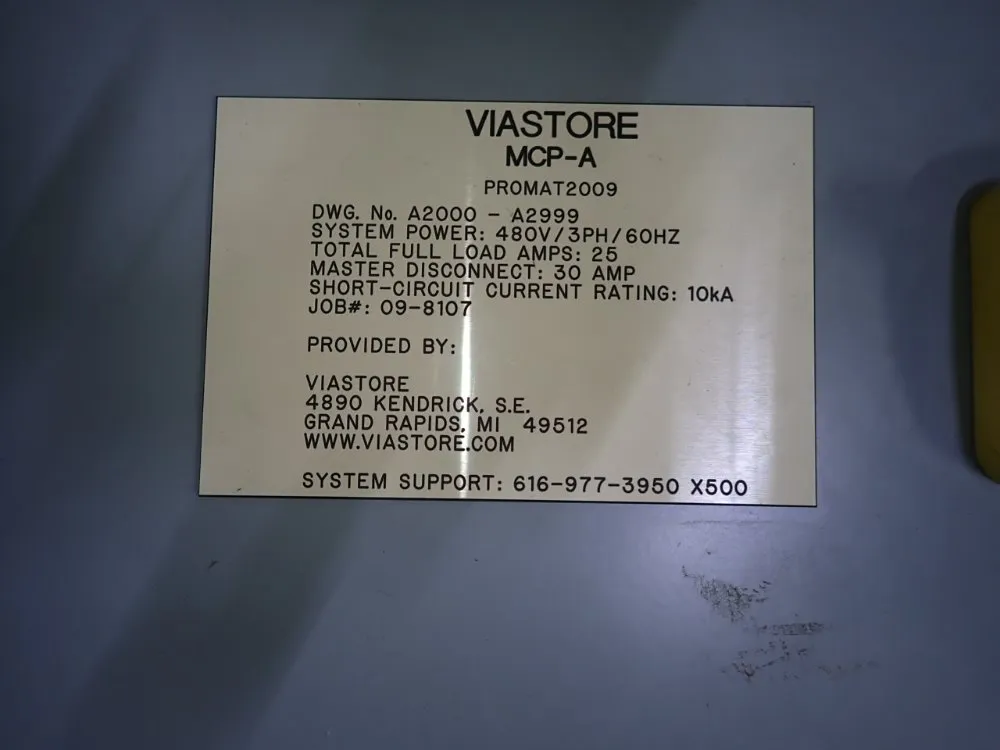 VIASTORE
MCP-A
PROMAT2009
DWG. No. A2000 - A2999
SYSTEM POWER: 480V/3PH/60HZ
TOTAL FULL LOAD AMPS: 25
MASTER DISCONNECT: 30 AMP
SHORT-CIRCUIT CURRENT RATING: 10kA
JOB#: 09-8107
PROVIDED BY:
VIASTORE
4890 KENDRICK, S.E.
GRAND RAPIDS, MI 49512
WWW.VIASTORE.COM
SYSTEM SUPPORT: 616-977-3950 X500